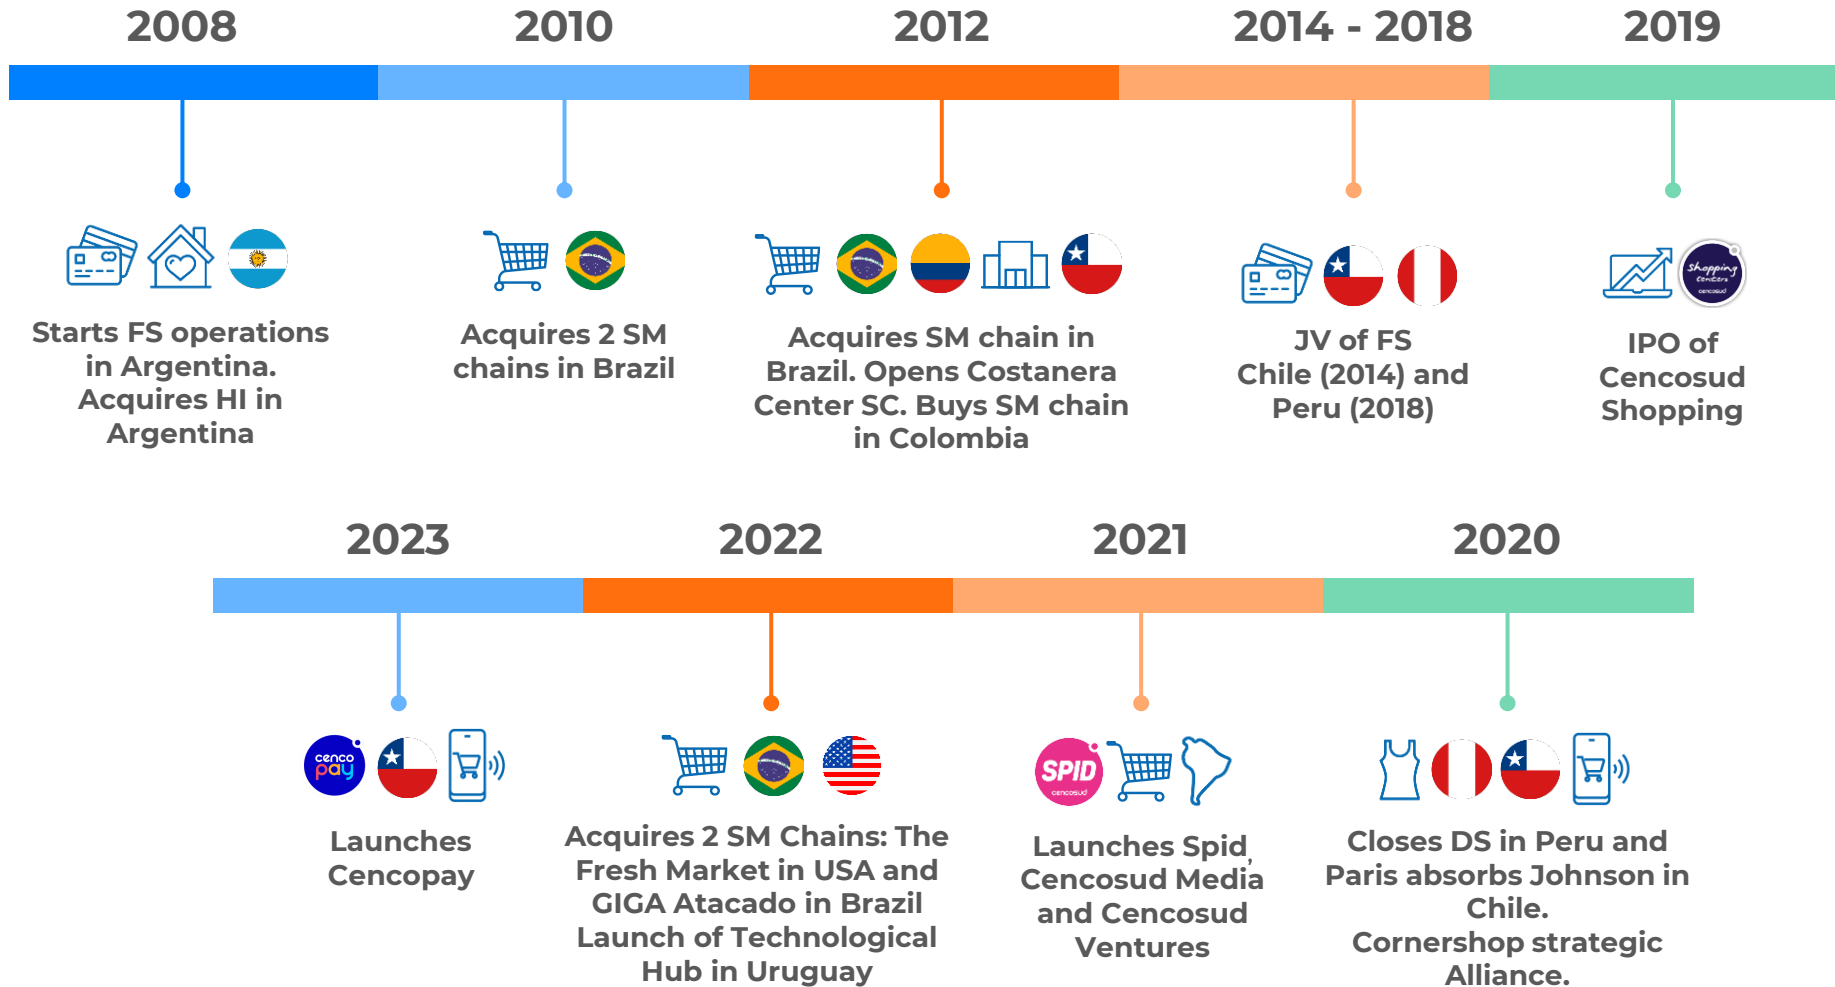 2008
2010
2012
2014 - 2018
2019
Starts FS operations
in Argentina.
Acquires HI in
Argentina
Acquires 2 SM
chains in Brazil
Acquires SM chain in
Brazil. Opens Costanera
Center SC. Buys SM chain
in Colombia
JV of FS
Chile (2014) and
Peru (2018)
Shopping
centers
cencosud
IPO of
Cencosud
Shopping
2023
2022
2021
2020
cenco
pay
Launches
Cencopay
Acquires 2 SM Chains: The
Fresh Market in USA and
GIGA Atacado in Brazil
Launch of Technological
Hub in Uruguay
SPID
cencosud
Launches Spid,
Cencosud Media
and Cencosud
Ventures
Closes DS in Peru and
Paris absorbs Johnson in
Chile.
Cornershop strategic
Alliance.